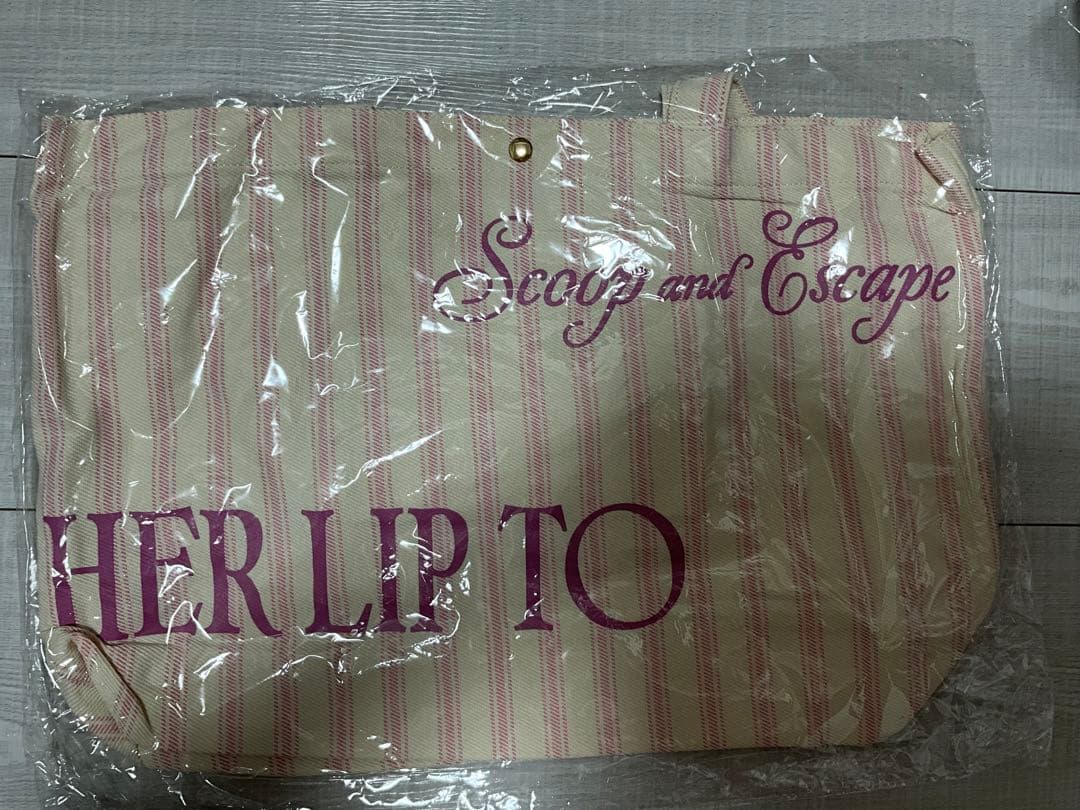 Scoop and Escape
HER LIP TO